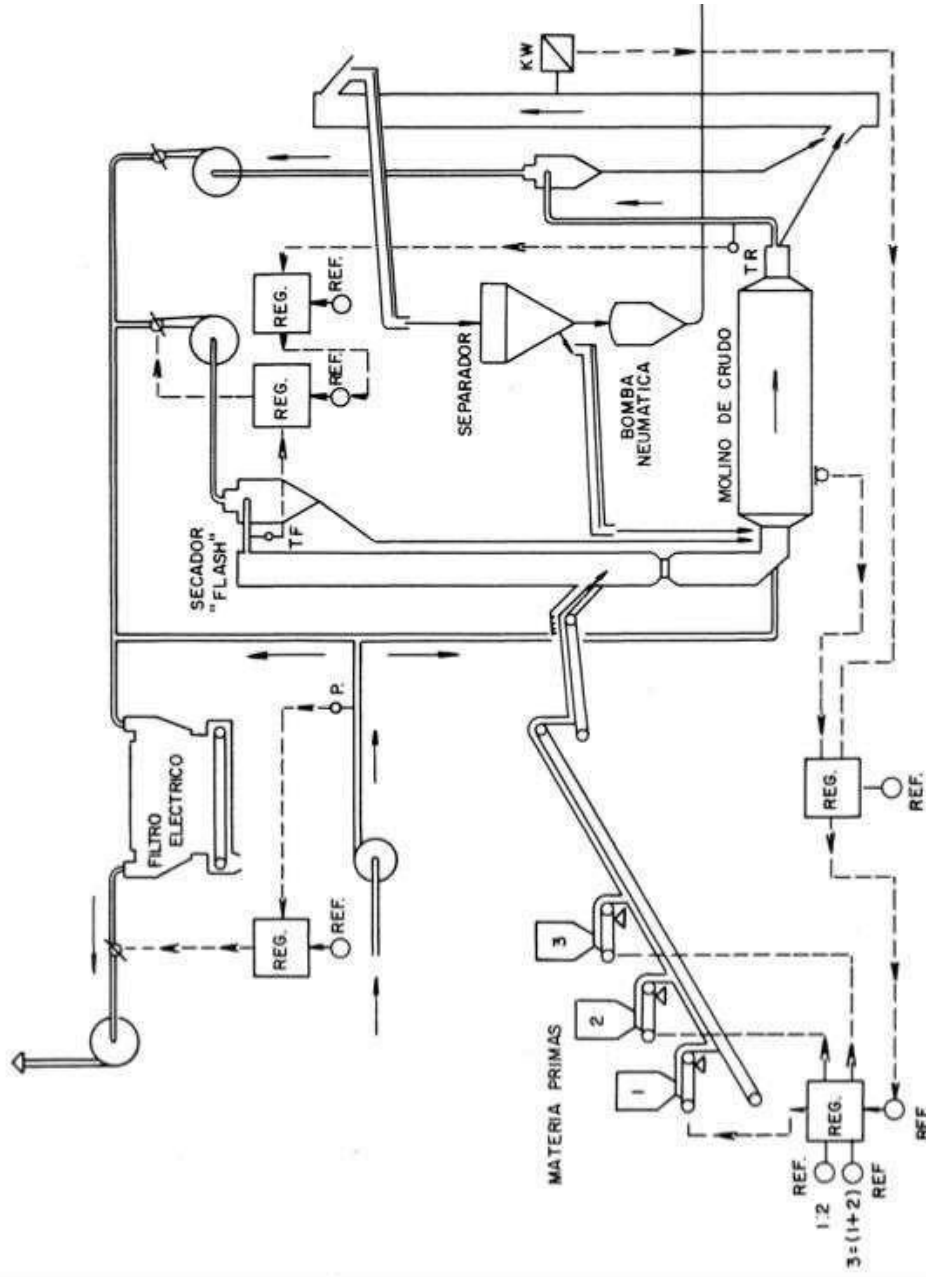 KW
FILTRO
ELECTRICO
REG.
REF.
P.
SECADOR
"FLASH"
TF
REG.
REF.
REG.
REF.
TR
SEPARADOR
BOMBA
NEUMATICA
MOLINO DE CRUDO
MATERIA PRIMAS
1
2
3
REG.
REF.
REG.
REF.
1:2
REF.
3=(1+2)
REF